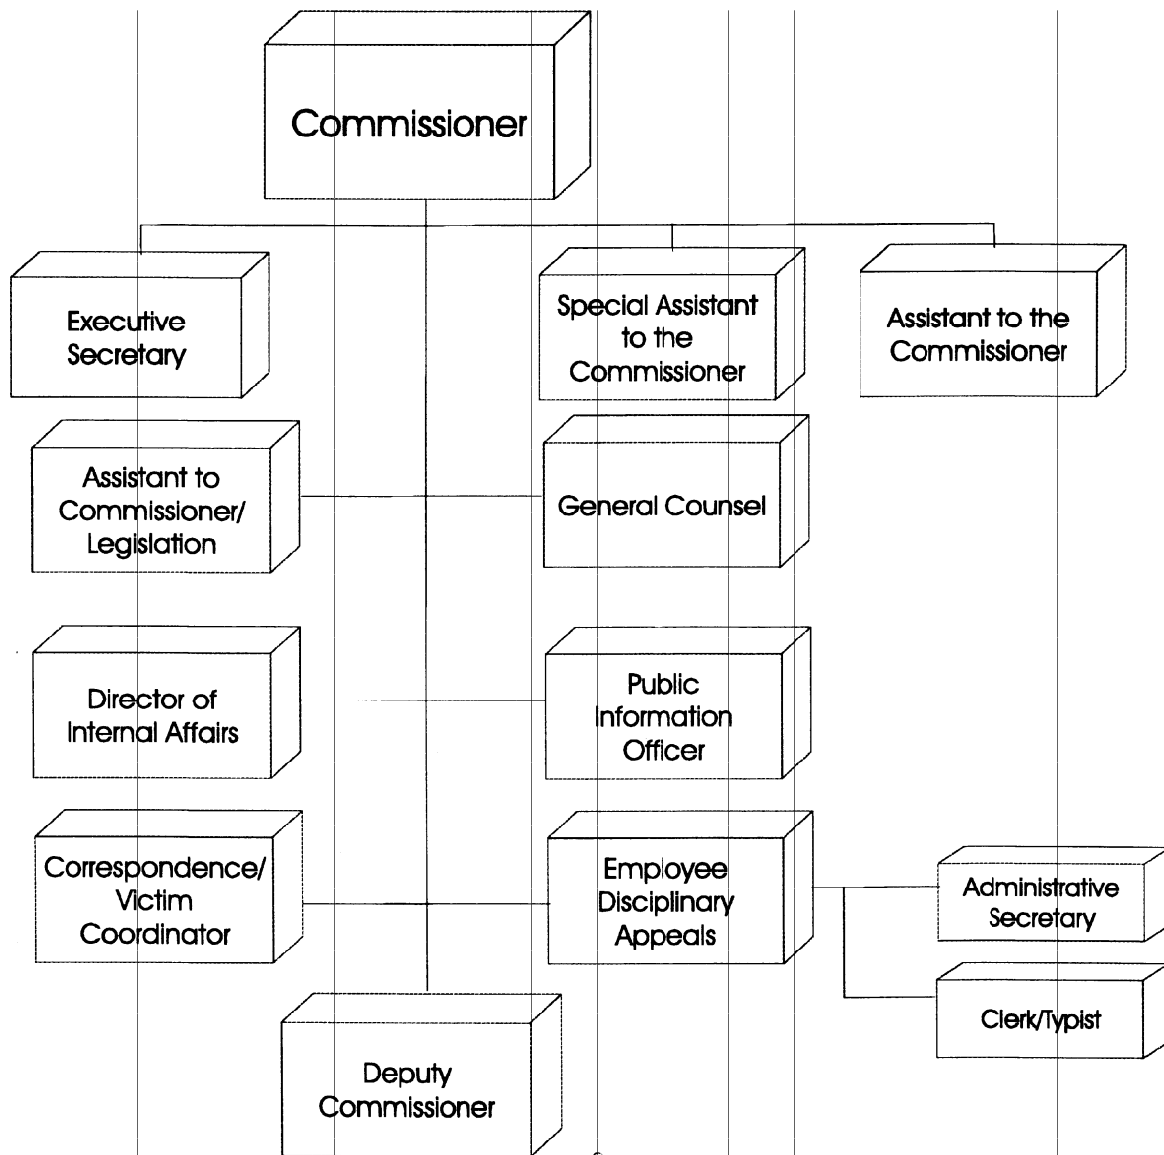 Commissioner
Executive
Secretary
Special Assistant
to the
Commissioner
Assistant to the
Commissioner
Assistant to
Commissioner/
Legislation
General Counsel
Director of
Internal Affairs
Public
Information
Officer
Correspondence/
Victim
Coordinator
Employee
Disciplinary
Appeals
Administrative
Secretary
Clerk/Typist
Deputy
Commissioner